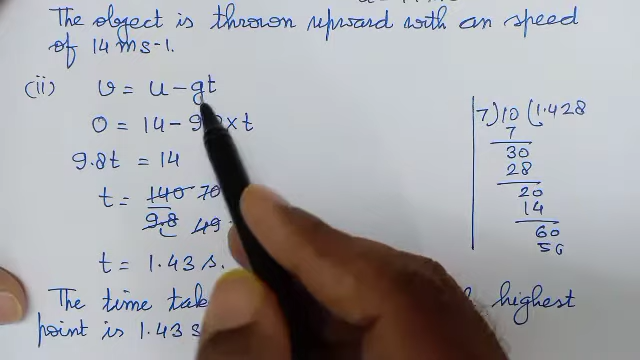 The object is thrown upward with an speed
of 14 ms-1.
(ii) v = u - gt
0 = 14 - 9.8 x t
9.8t = 14
t = 140 70
9.8 49
t = 1.43 s.
The time highest
point is 1.43 s
7) 10 ( 1.428
7
30
28
20
14
60
56